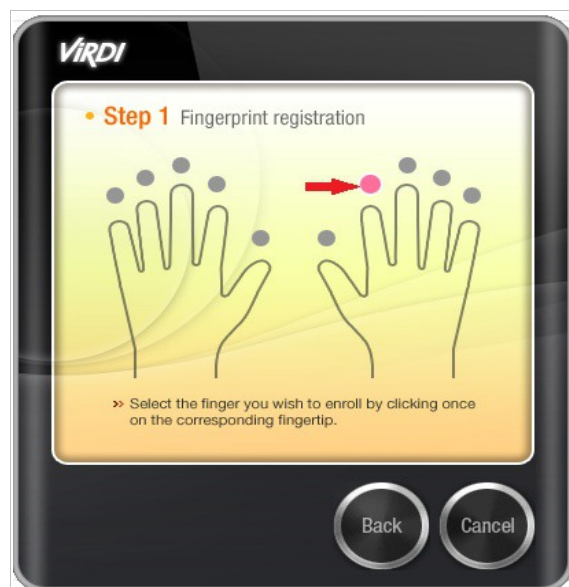 ViRDI
• Step 1 Fingerprint registration
» Select the finger you wish to enroll by clicking once
on the corresponding fingertip.
Back Cancel